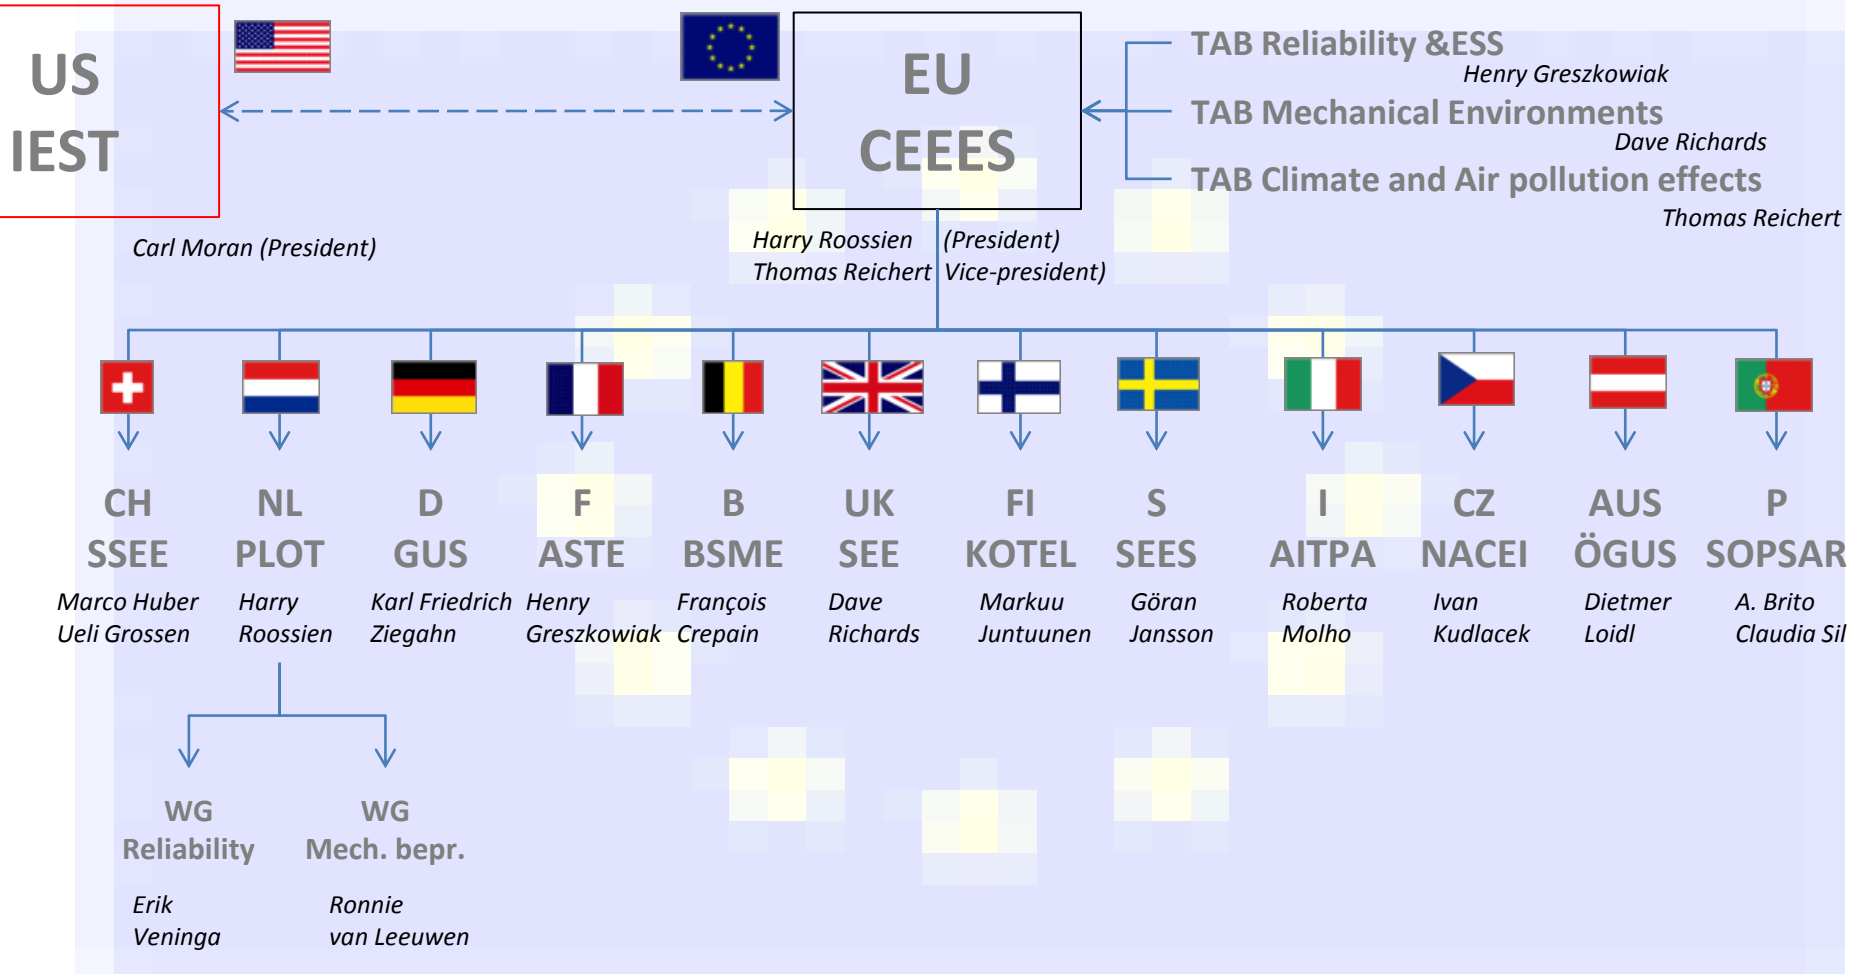 US
IEST
EU
CEEES
TAB Reliability &ESS
Henry Greszkowiak
TAB Mechanical Environments
Dave Richards
TAB Climate and Air pollution effects
Thomas Reichert
Carl Moran (President)
Harry Roossien (President)
Thomas Reichert Vice-president)
CH
SSEE
Marco Huber
Ueli Grossen
NL
PLOT
Harry
Roossien
D
GUS
Karl Friedrich
Ziegahn
F
ASTE
Henry
Greszkowiak
B
BSME
François
Crepain
UK
SEE
Dave
Richards
FI
KOTEL
Markuu
Juntuunen
S
SEES
Göran
Jansson
I
AITPA
Roberta
Molho
CZ
NACEI
Ivan
Kudlacek
AUS
ÖGUS
Dietmer
Loidl
P
SOPSAR
A. Brito
Claudia Sil
WG
Reliability
Erik
Veninga
WG
Mech. bepr.
Ronnie
van Leeuwen